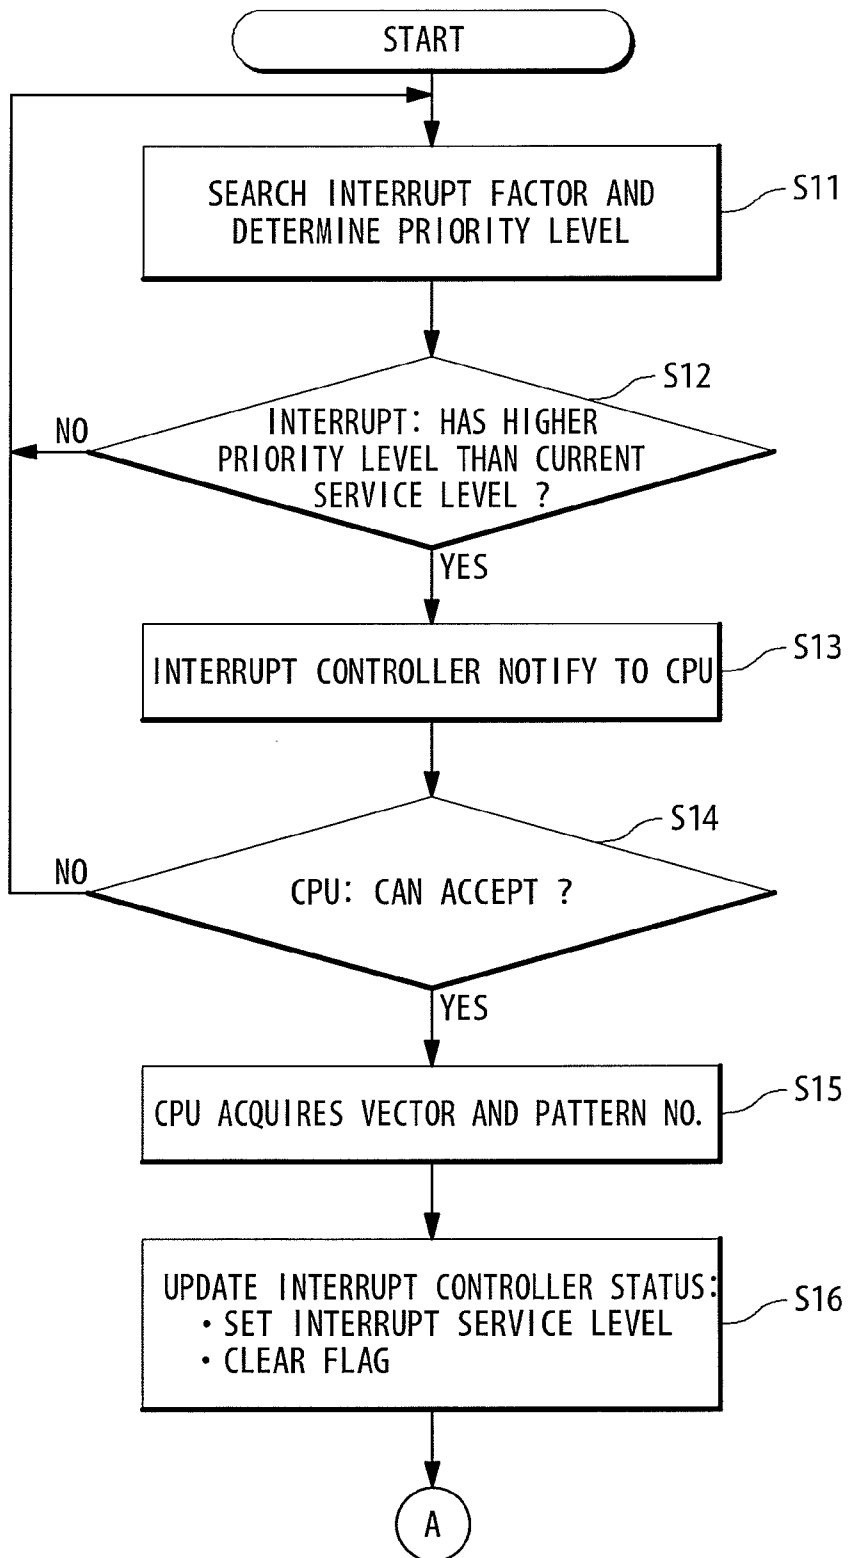 START
SEARCH INTERRUPT FACTOR AND
DETERMINE PRIORITY LEVEL
S11
S12
INTERRUPT: HAS HIGHER
PRIORITY LEVEL THAN CURRENT
SERVICE LEVEL ?
NO
YES
INTERRUPT CONTROLLER NOTIFY TO CPU
S13
S14
CPU: CAN ACCEPT ?
NO
YES
CPU ACQUIRES VECTOR AND PATTERN NO.
S15
UPDATE INTERRUPT CONTROLLER STATUS:
・SET INTERRUPT SERVICE LEVEL
・CLEAR FLAG
S16
A